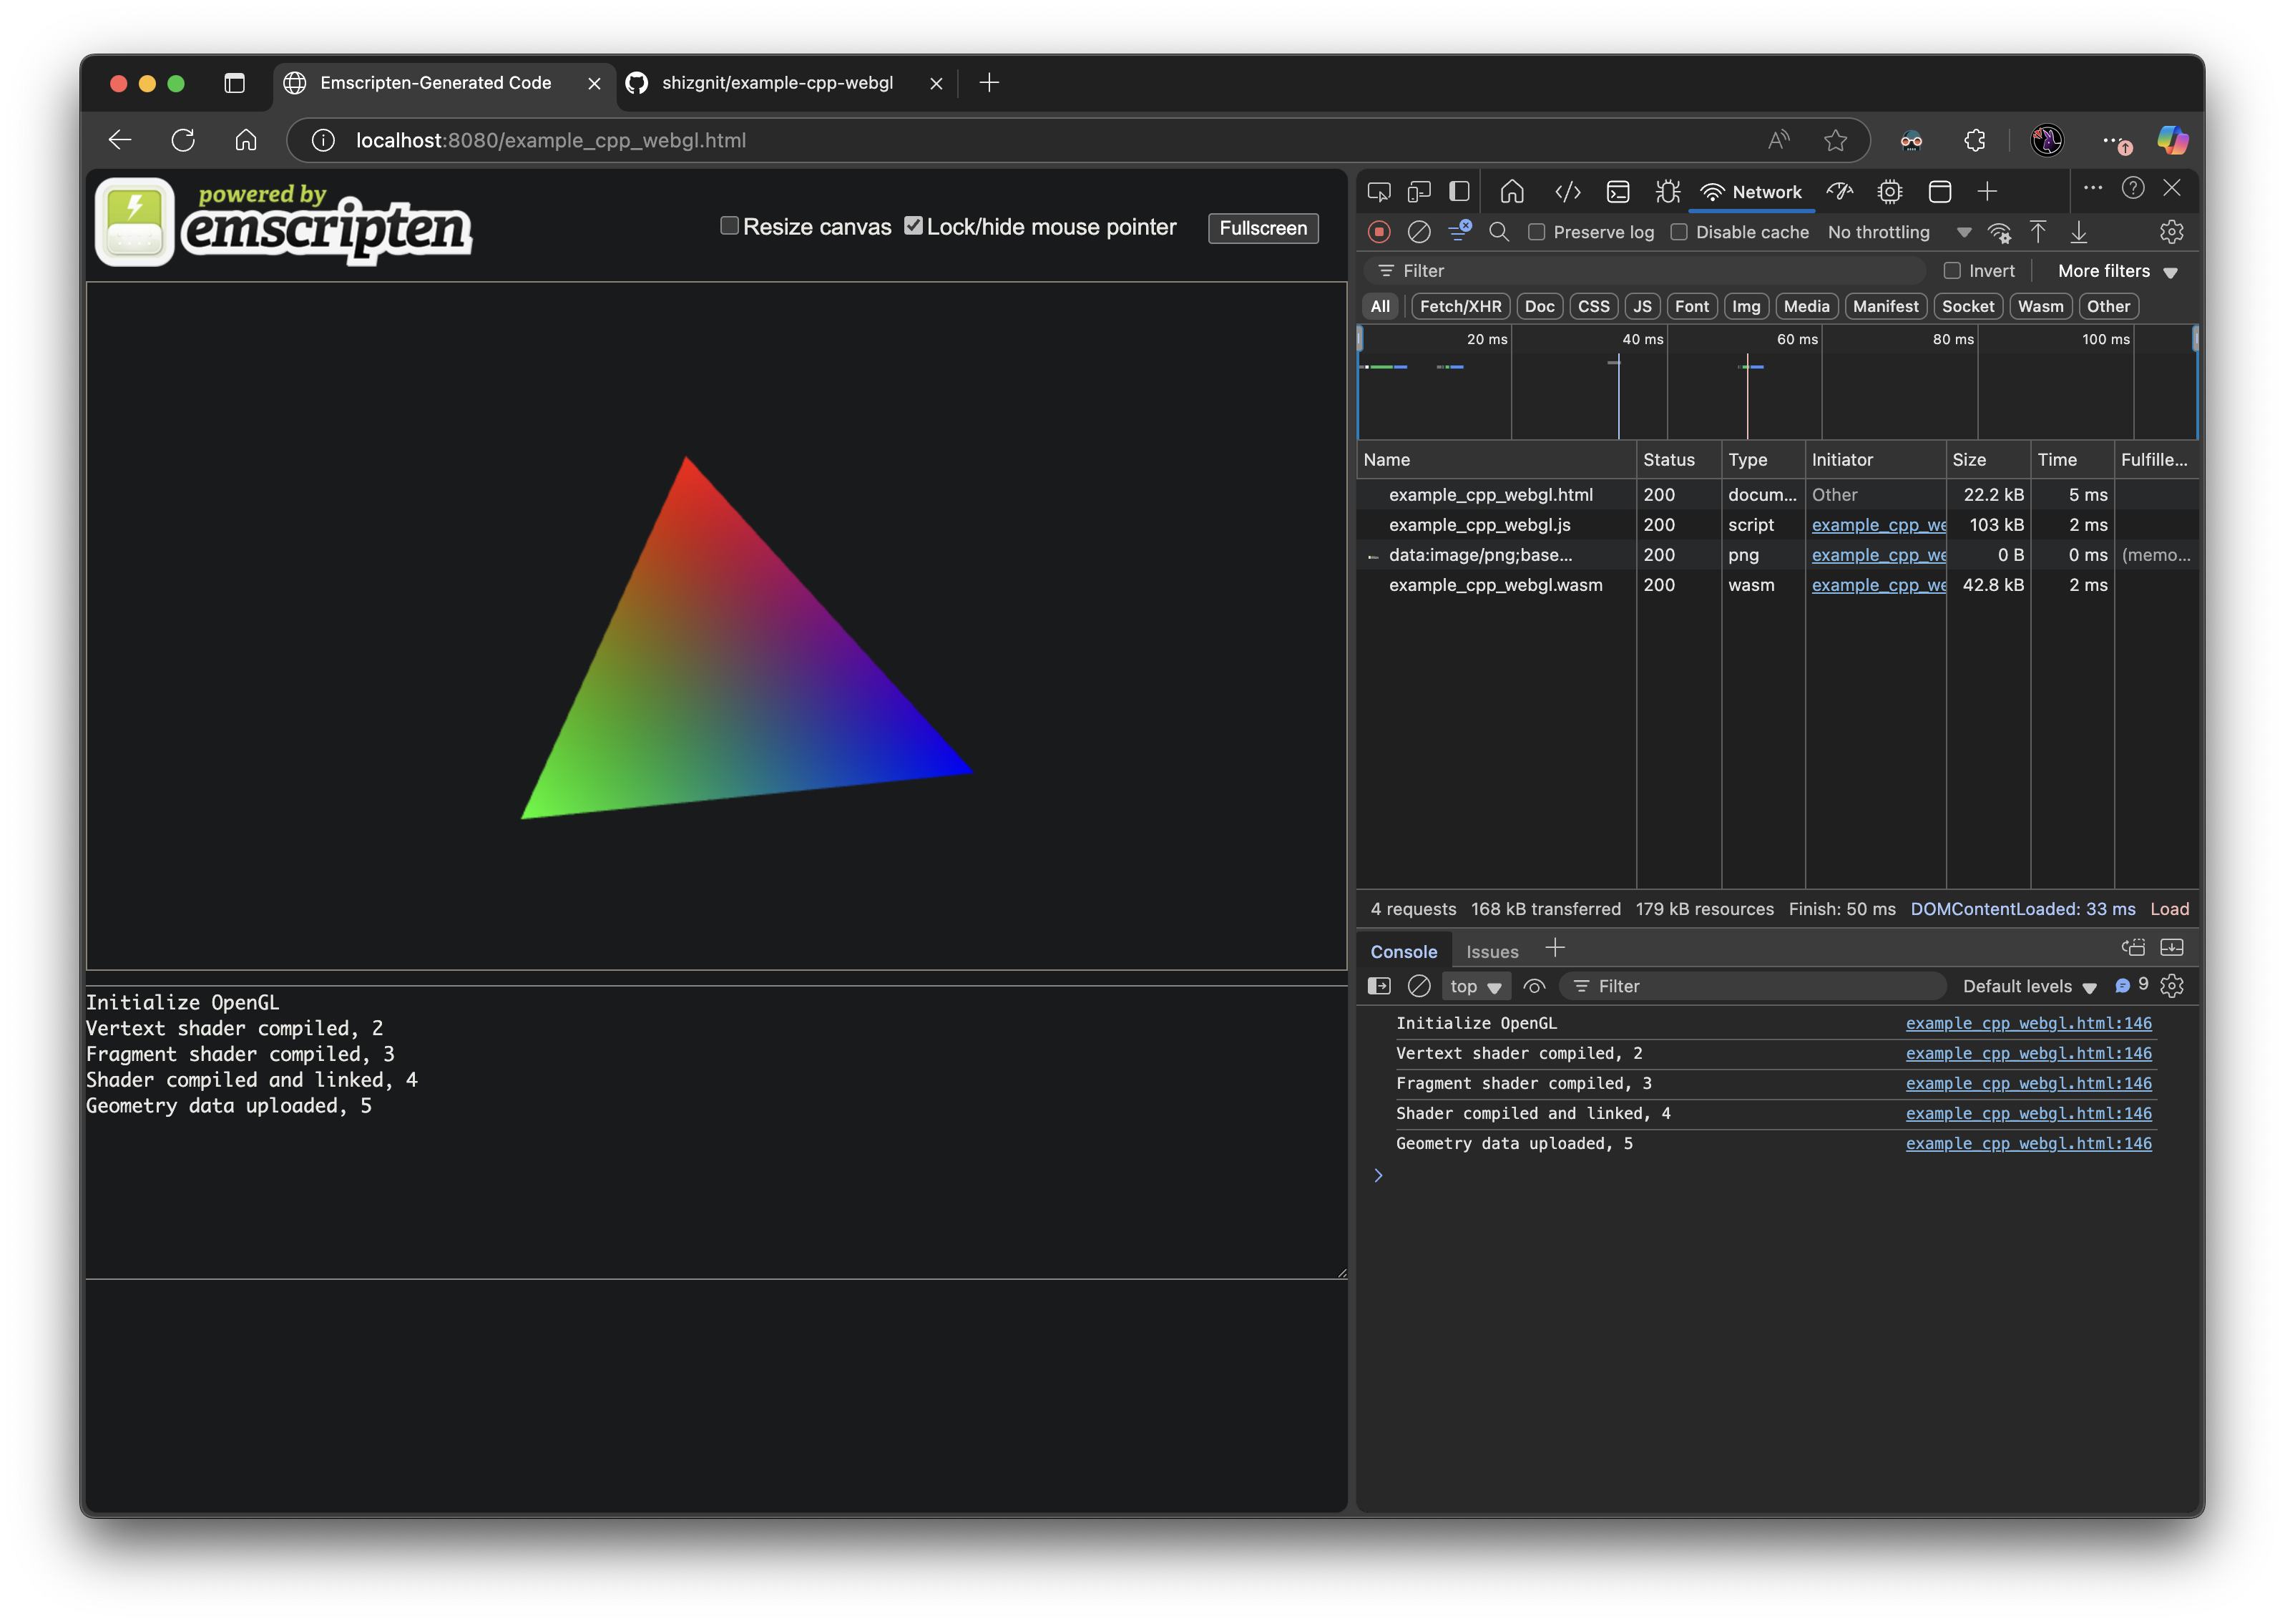 Emscripten-Generated Code
shizgnit/example-cpp-webgl
localhost:8080/example_cpp_webgl.html
powered by
emscripten
Resize canvas
Lock/hide mouse pointer
Fullscreen
Initialize OpenGL
Vertext shader compiled, 2
Fragment shader compiled, 3
Shader compiled and linked, 4
Geometry data uploaded, 5
Network
Preserve log
Disable cache
No throttling
Filter
Invert
More filters
All Fetch/XHR Doc CSS JS Font Img Media Manifest Socket Wasm Other
20 ms 40 ms 60 ms 80 ms 100 ms
Name Status Type Initiator Size Time Fulfille...
example_cpp_webgl.html 200 docum... Other 22.2 kB 5 ms
example_cpp_webgl.js 200 script example_cpp_we 103 kB 2 ms
data:image/png;base... 200 png example_cpp_we 0 B 0 ms (memo...
example_cpp_webgl.wasm 200 wasm example_cpp_we 42.8 kB 2 ms
4 requests 168 kB transferred 179 kB resources Finish: 50 ms DOMContentLoaded: 33 ms Load
Console Issues
top Filter Default levels 9
Initialize OpenGL example_cpp_webgl.html:146
Vertext shader compiled, 2 example_cpp_webgl.html:146
Fragment shader compiled, 3 example_cpp_webgl.html:146
Shader compiled and linked, 4 example_cpp_webgl.html:146
Geometry data uploaded, 5 example_cpp_webgl.html:146